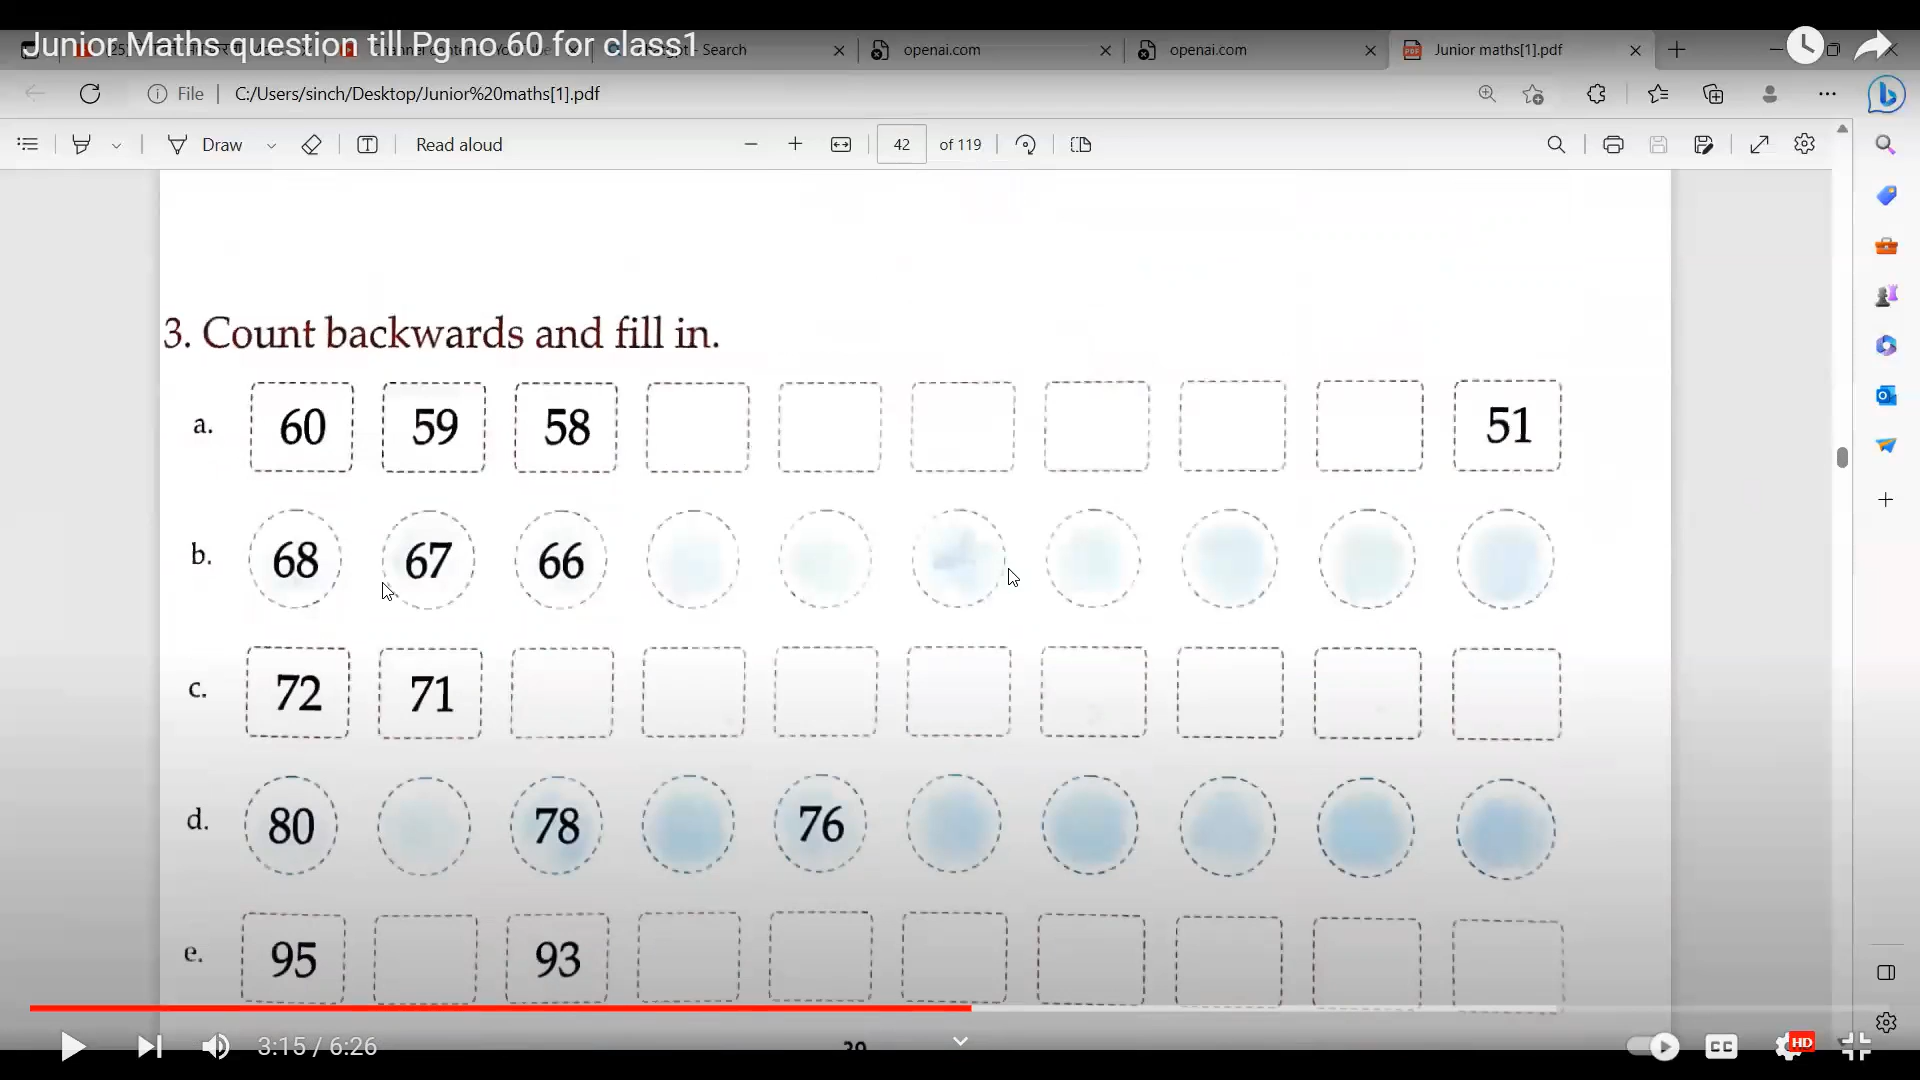 Junior Maths question till Pg no 60 for class1
Search
openai.com
openai.com
Junior maths[1].pdf
File
C:/Users/sinch/Desktop/Junior%20maths[1].pdf
Draw
Read aloud
42 of 119
3. Count backwards and fill in.
a. 60 59 58 51
b. 68 67 66
c. 72 71
d. 80 78 76
e. 95 93
3:15 / 6:26
CC
HD